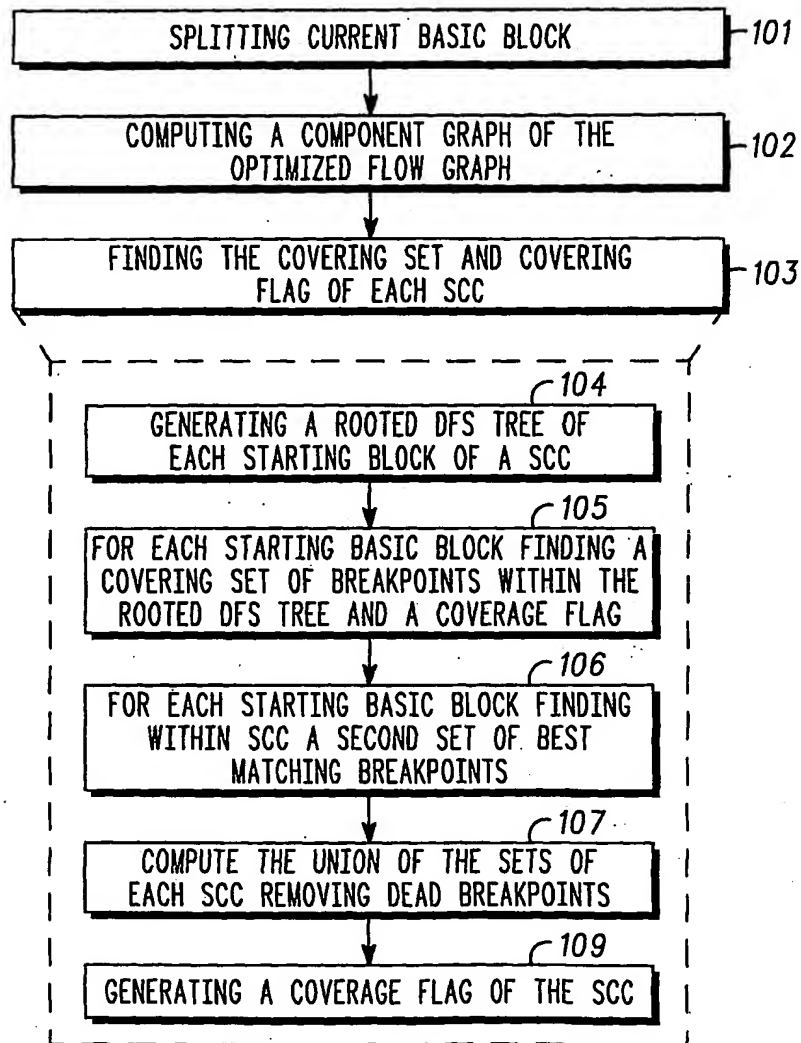 SPLITTING CURRENT BASIC BLOCK
101
COMPUTING A COMPONENT GRAPH OF THE
OPTIMIZED FLOW GRAPH
102
FINDING THE COVERING SET AND COVERING
FLAG OF EACH SCC
103
104
GENERATING A ROOTED DFS TREE OF
EACH STARTING BLOCK OF A SCC
105
FOR EACH STARTING BASIC BLOCK FINDING A
COVERING SET OF BREAKPOINTS WITHIN THE
ROOTED DFS TREE AND A COVERAGE FLAG
106
FOR EACH STARTING BASIC BLOCK FINDING
WITHIN SCC A SECOND SET OF BEST
MATCHING BREAKPOINTS
107
COMPUTE THE UNION OF THE SETS OF
EACH SCC REMOVING DEAD BREAKPOINTS
109
GENERATING A COVERAGE FLAG OF THE SCC